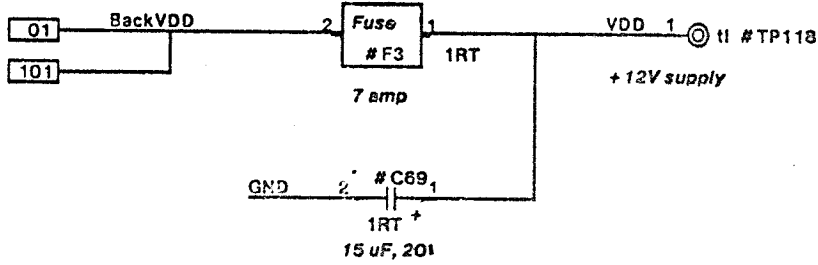 01 BackVDD 2 Fuse 1 VDD 1 tl #TP118
#F3 1RT
101
7 amp +12V supply
#C69
GND 2 1
1RT +
15 uF,